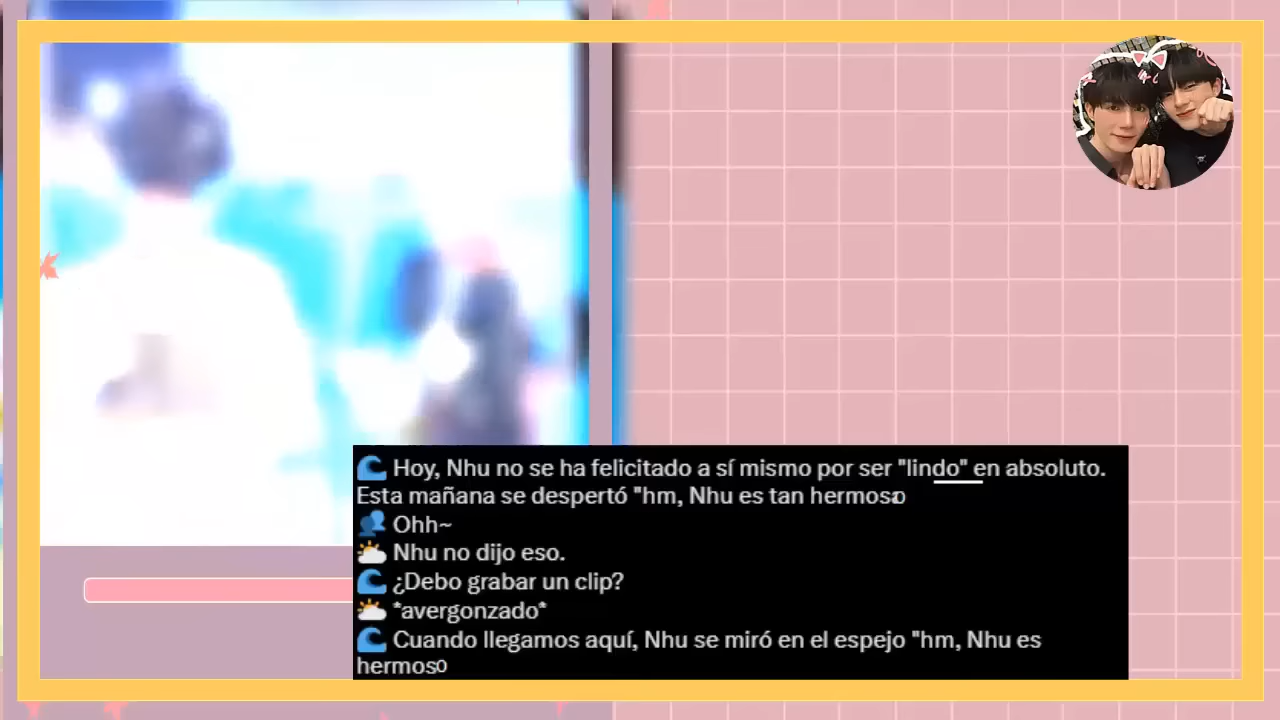 🌊 Hoy, Nhu no se ha felicitado a sí mismo por ser "lindo" en absoluto.
Esta mañana se despertó "hm, Nhu es tan hermoso
👥 Ohh~
🌤 Nhu no dijo eso.
🌊 ¿Debo grabar un clip?
🌤 *avergonzado*
🌊 Cuando llegamos aquí, Nhu se miró en el espejo "hm, Nhu es
hermoso